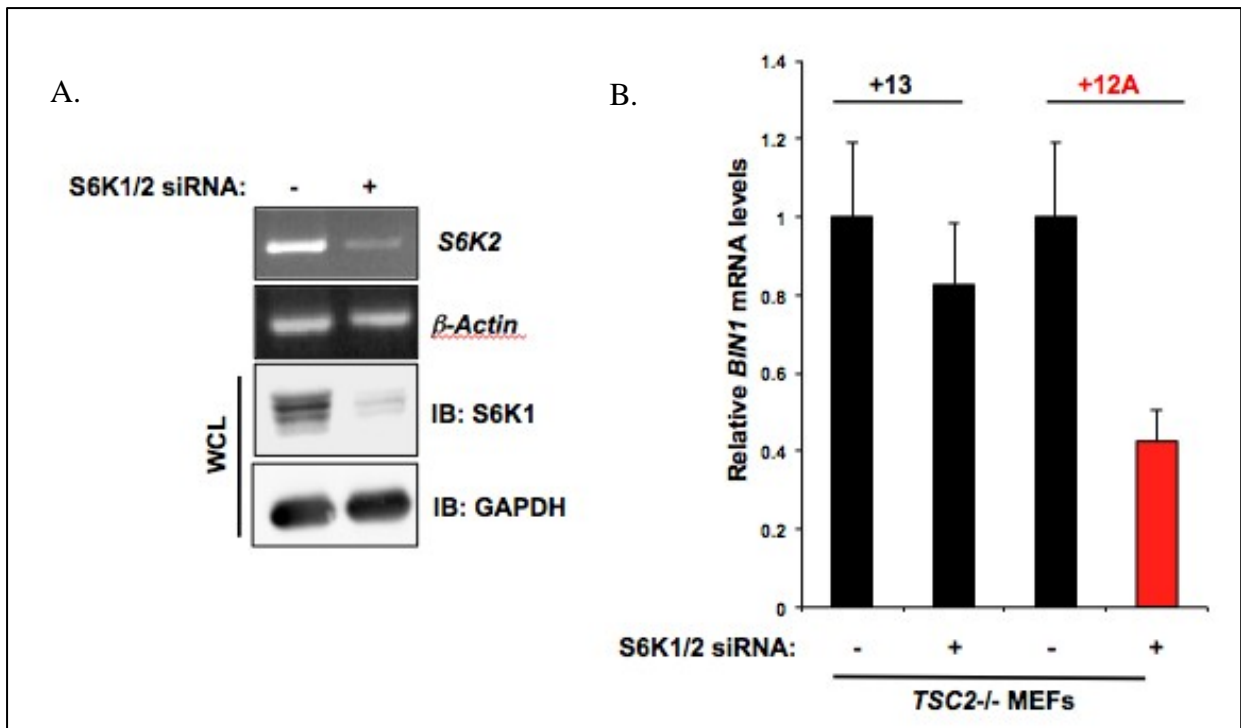 A.
S6K1/2 siRNA: - +
S6K2
β-Actin
WCL
IB: S6K1
IB: GAPDH
B.
Relative BIN1 mRNA levels
1.4
1.2
1
0.8
0.6
0.4
0.2
0
+13 +12A
S6K1/2 siRNA: - + - +
TSC2-/- MEFs